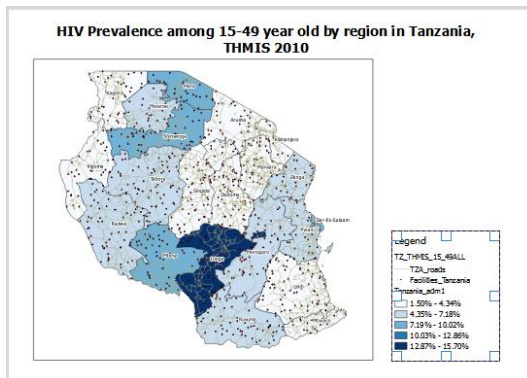 HIV Prevalence among 15-49 year old by region in Tanzania,
THMIS 2010
Mara
Mwanza
Shinyanga
Arusha
Kilimanjaro
Kigoma
Tabora
Tanga
Singida
Dodoma
Dar-Es-Salaam
Rukwa
Mbeya
Iringa
Morogoro
Pwani
Lindi
Ruvuma
Legend
TZ_THMIS_15_49ALL
TZA_roads
Facilities_Tanzania
Tanzania_adm1
1.50% - 4.34%
4.35% - 7.18%
7.19% - 10.02%
10.03% - 12.86%
12.87% - 15.70%